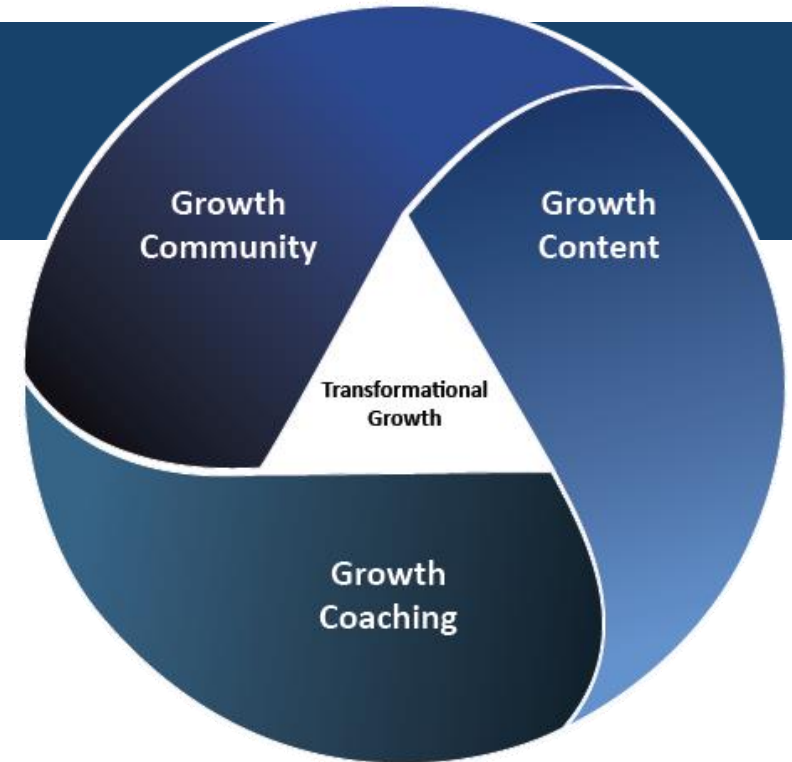 Growth
Community
Growth
Content
Transformational
Growth
Growth
Coaching